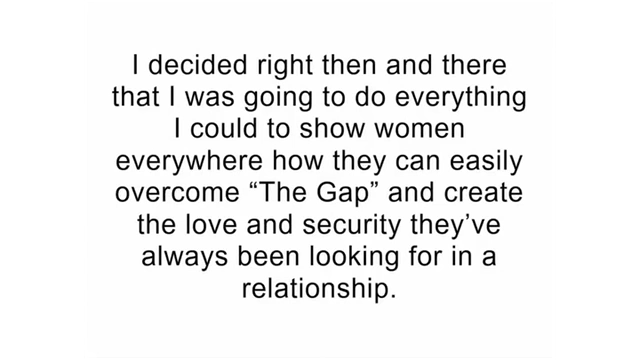 I decided right then and there
that I was going to do everything
I could to show women
everywhere how they can easily
overcome “The Gap” and create
the love and security they’ve
always been looking for in a
relationship.